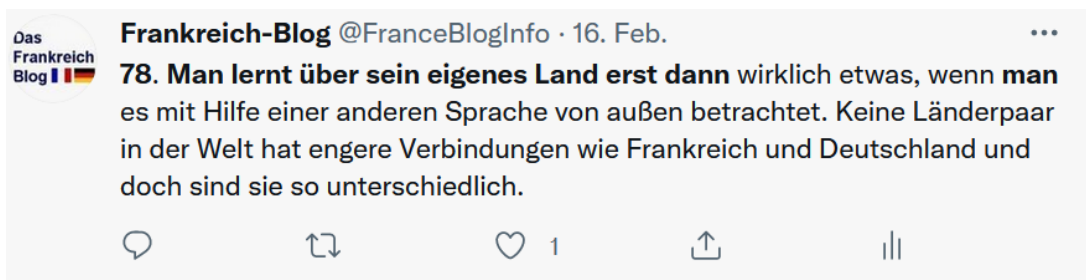 Das
Frankreich
Blog
Frankreich-Blog @FranceBlogInfo · 16. Feb.
78. Man lernt über sein eigenes Land erst dann wirklich etwas, wenn man
es mit Hilfe einer anderen Sprache von außen betrachtet. Keine Länderpaar
in der Welt hat engere Verbindungen wie Frankreich und Deutschland und
doch sind sie so unterschiedlich.
1